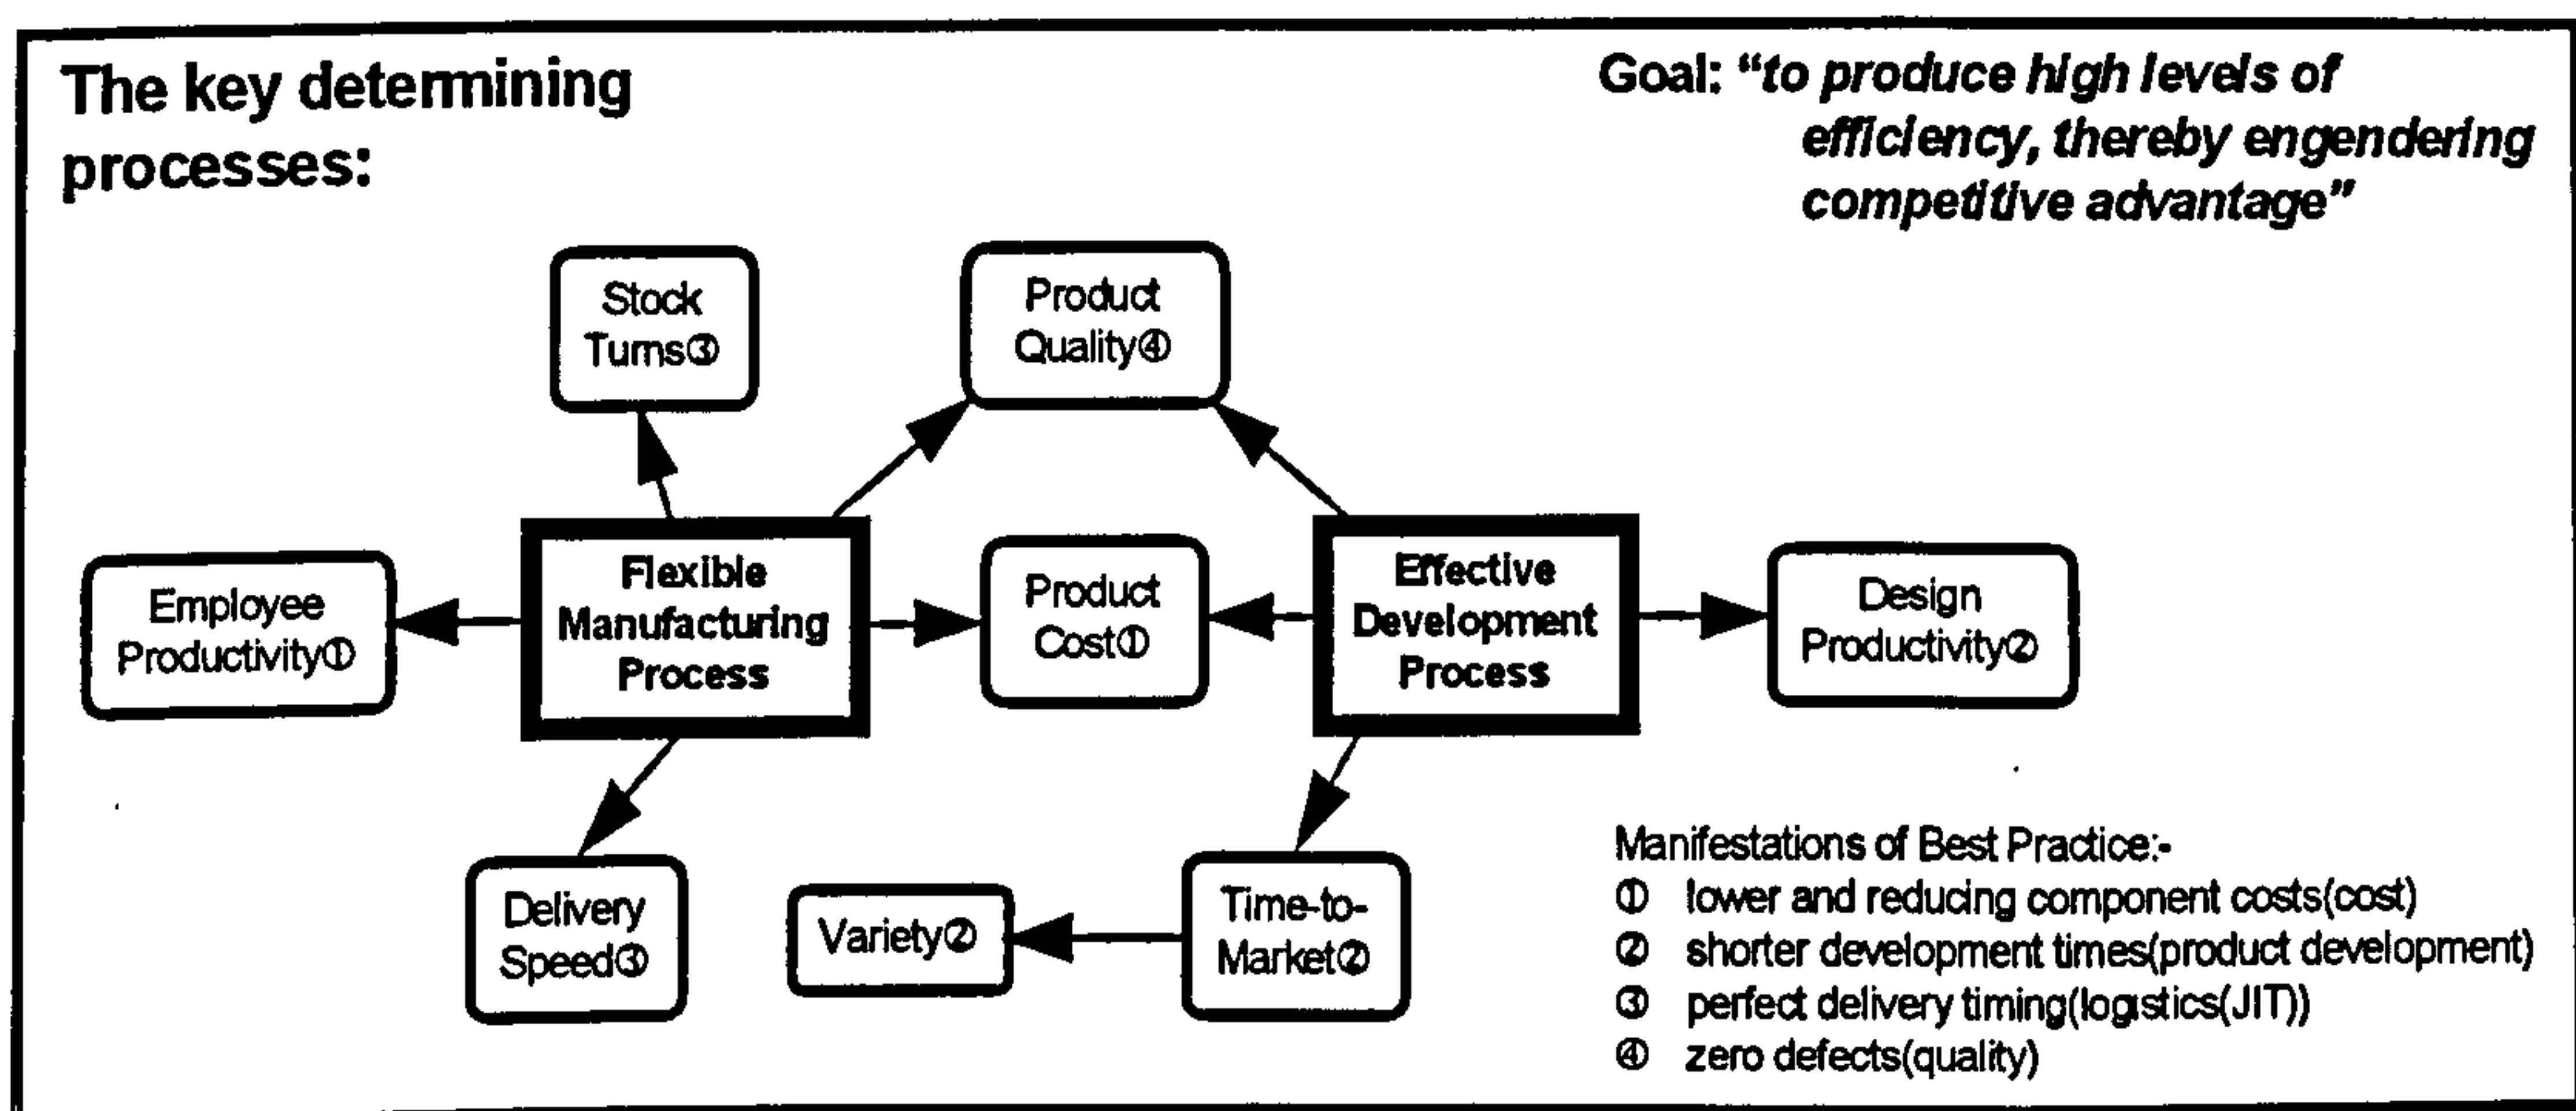 The key determining
processes:
Goal: “to produce high levels of
efficiency, thereby engendering
competitive advantage”
Stock
Turns③
Product
Quality④
Employee
Productivity①
Flexible
Manufacturing
Process
Product
Cost①
Effective
Development
Process
Design
Productivity②
Delivery
Speed③
Variety②
Time-to-
Market②
Manifestations of Best Practice:-
① lower and reducing component costs(cost)
② shorter development times(product development)
③ perfect delivery timing(logistics(JIT))
④ zero defects(quality)